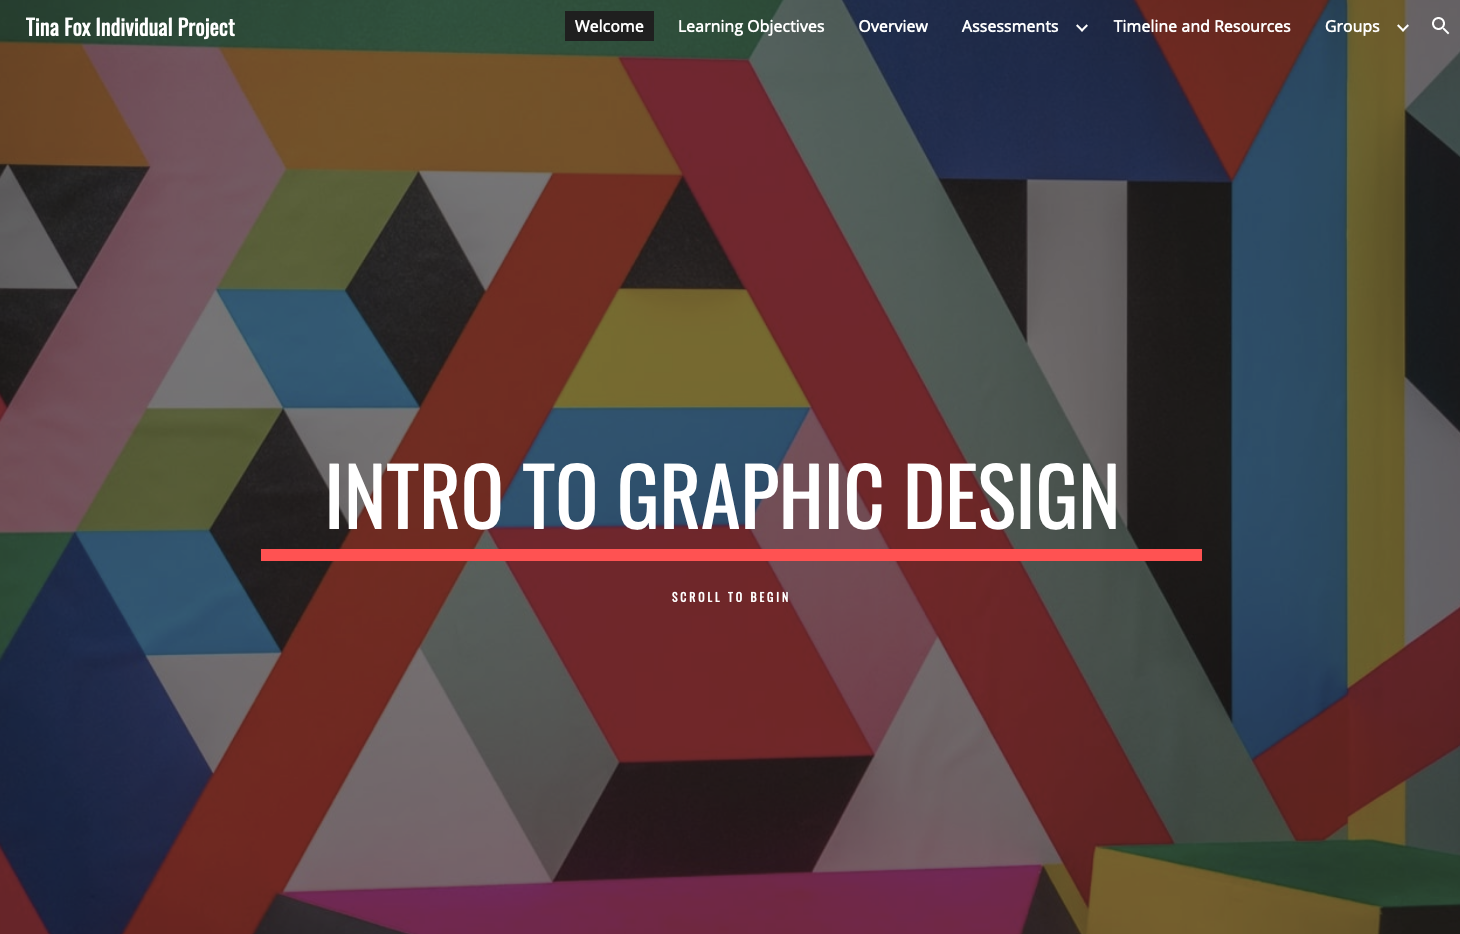 Tina Fox Individual Project
Welcome
Learning Objectives
Overview
Assessments
Timeline and Resources
Groups
INTRO TO GRAPHIC DESIGN
SCROLL TO BEGIN